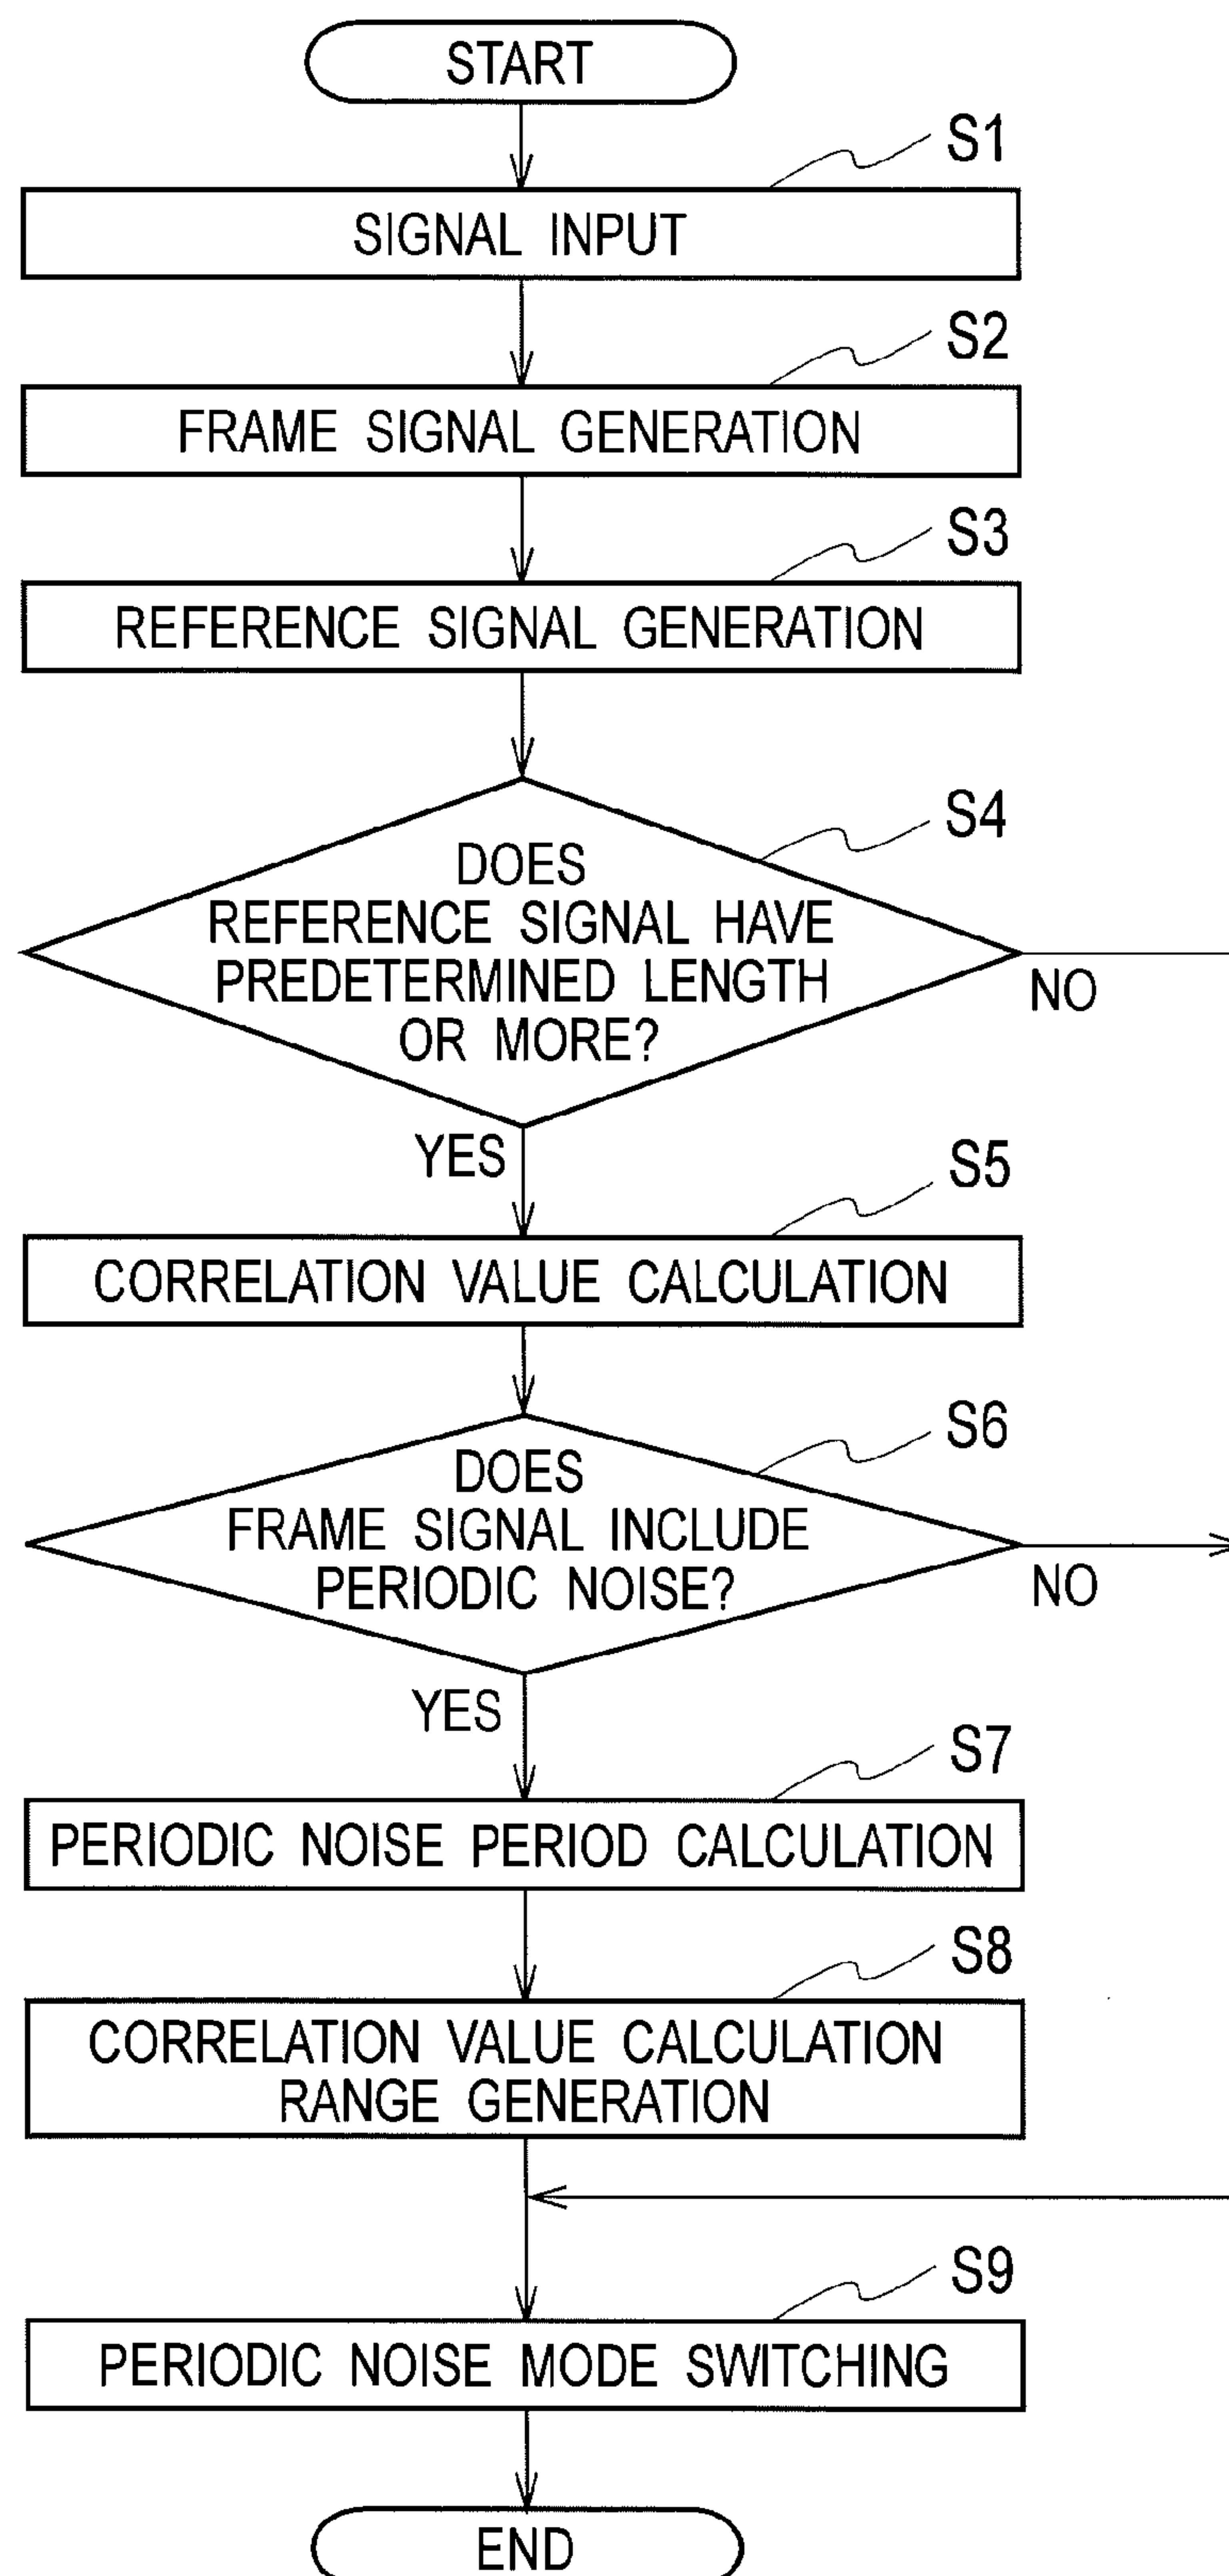 START
S1
SIGNAL INPUT
S2
FRAME SIGNAL GENERATION
S3
REFERENCE SIGNAL GENERATION
S4
DOES
REFERENCE SIGNAL HAVE
PREDETERMINED LENGTH
OR MORE?
NO
YES
S5
CORRELATION VALUE CALCULATION
S6
DOES
FRAME SIGNAL INCLUDE
PERIODIC NOISE?
NO
YES
S7
PERIODIC NOISE PERIOD CALCULATION
S8
CORRELATION VALUE CALCULATION
RANGE GENERATION
S9
PERIODIC NOISE MODE SWITCHING
END